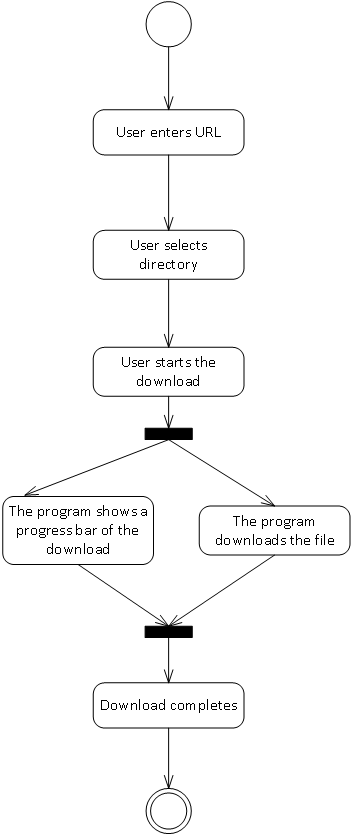 User enters URL
User selects
directory
User starts the
download
The program shows a
progress bar of the
download
The program
downloads the file
Download completes